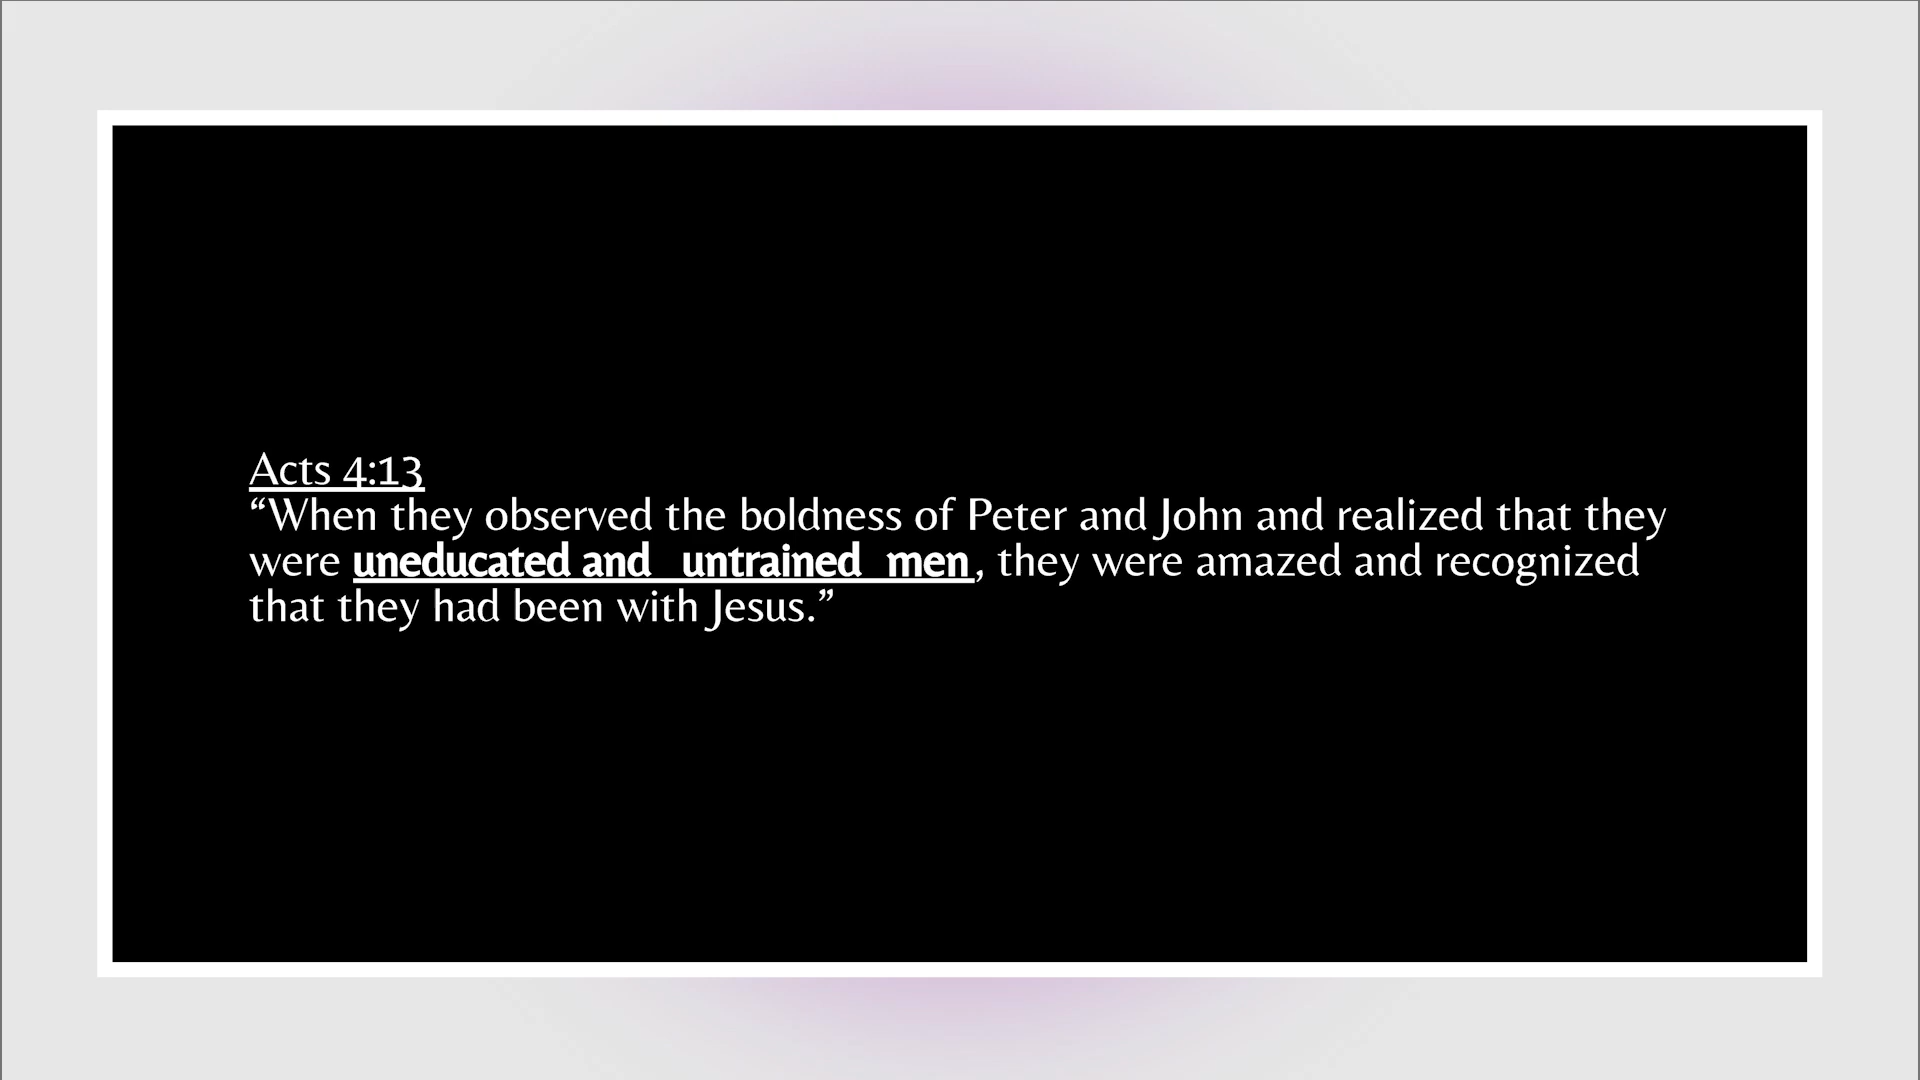 Acts 4:13
“When they observed the boldness of Peter and John and realized that they
were uneducated and untrained men, they were amazed and recognized
that they had been with Jesus.”